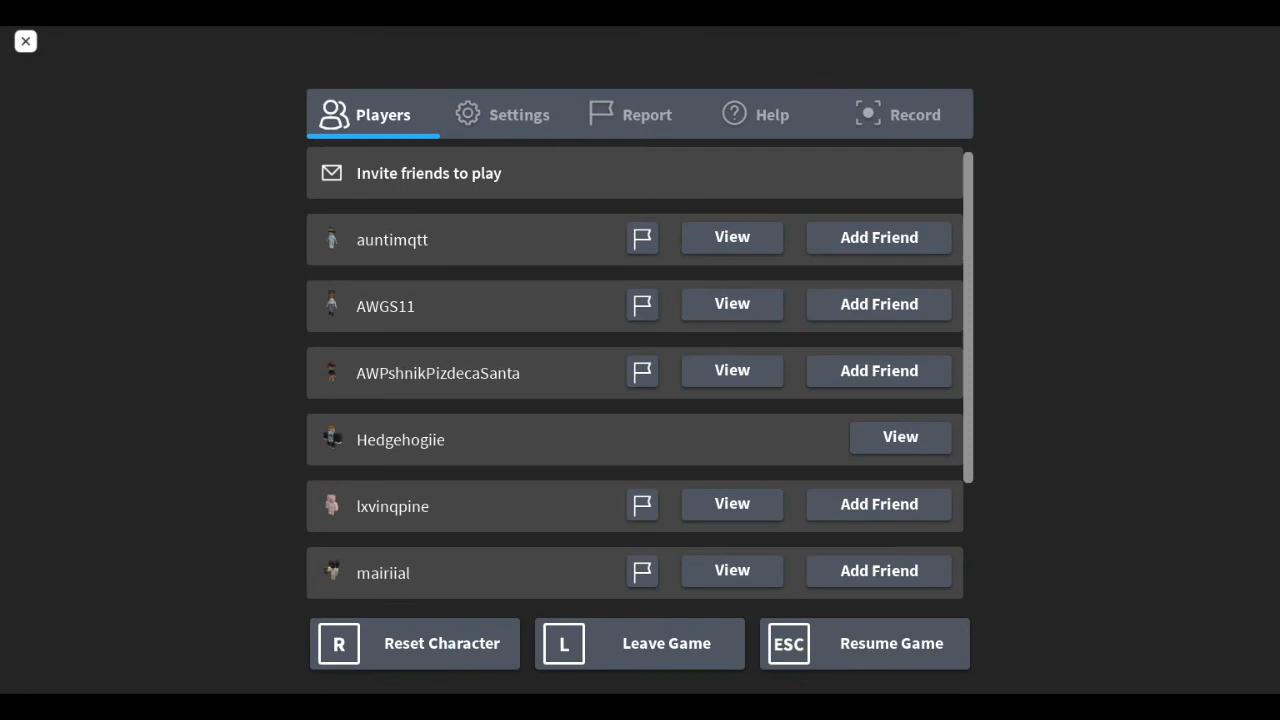 Players Settings Report Help Record
Invite friends to play
auntimqtt View Add Friend
AWGS11 View Add Friend
AWPshnikPizdecaSanta View Add Friend
Hedgehogiie View
lxvinqpine View Add Friend
mairiial View Add Friend
R Reset Character L Leave Game ESC Resume Game